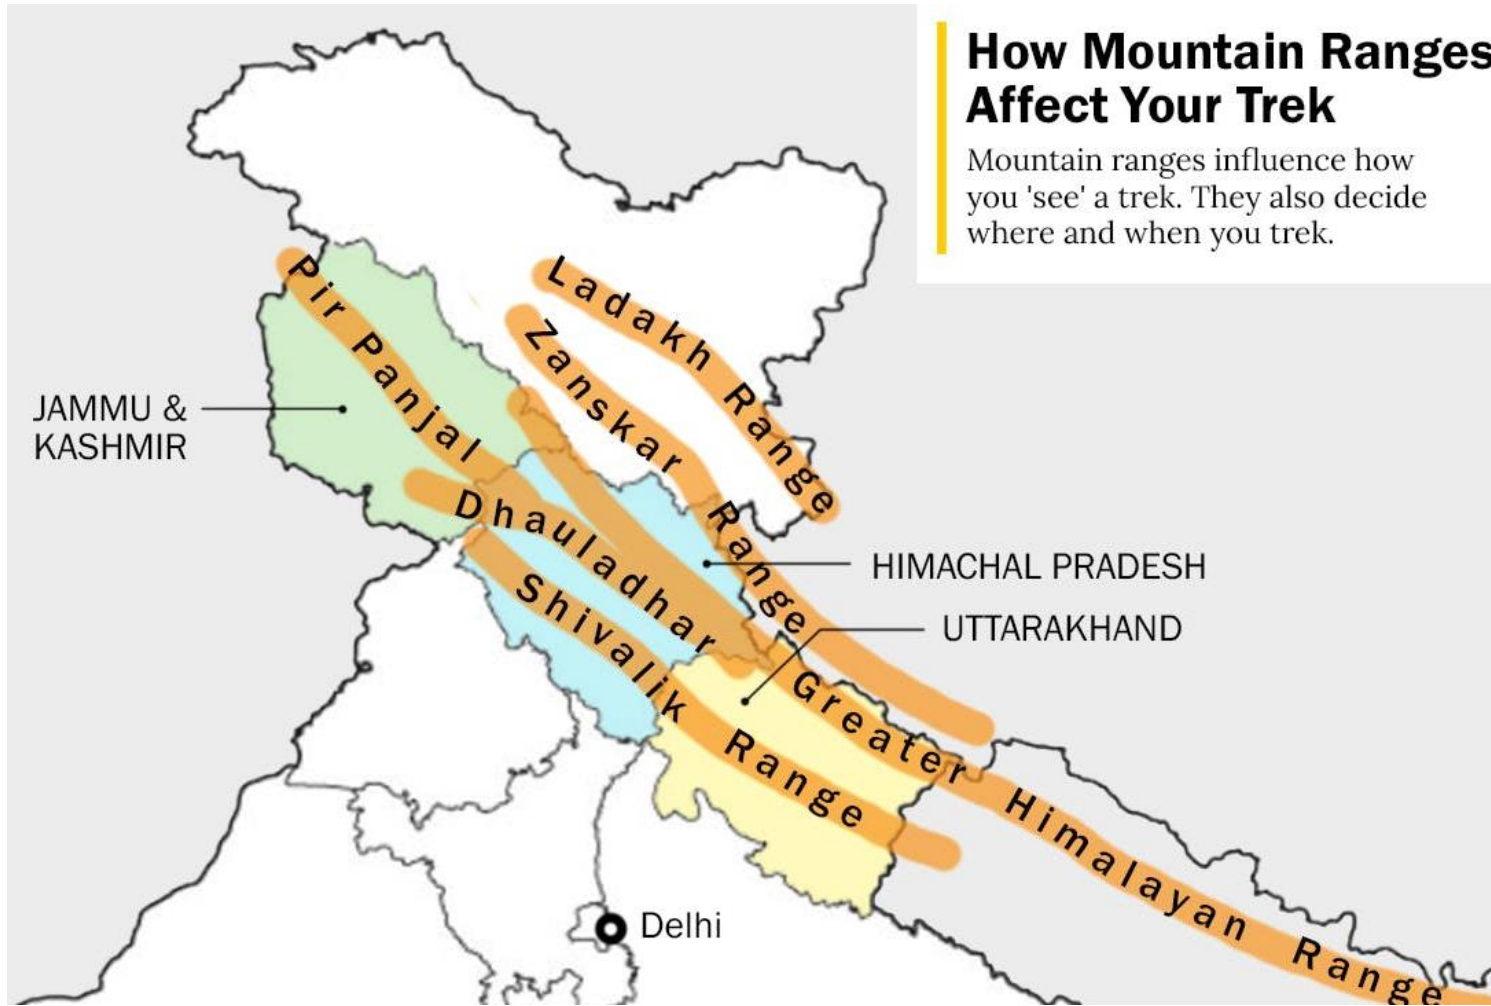 How Mountain Ranges
Affect Your Trek
Mountain ranges influence how
you 'see' a trek. They also decide
where and when you trek.
Ladakh Range
Pir Panjal
Zanskar Range
JAMMU &
KASHMIR
Dhauladhar
HIMACHAL PRADESH
Shivalik Range
UTTARAKHAND
Greater Himalayan Range
Delhi